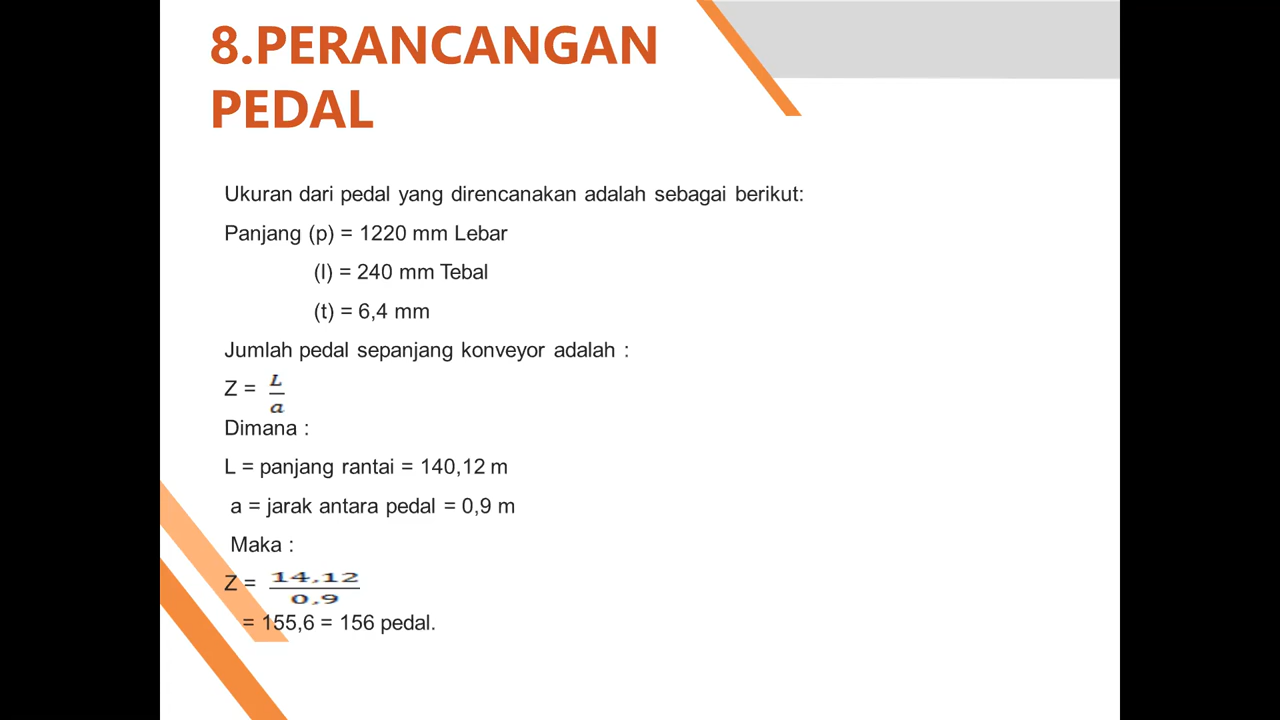 8.PERANCANGAN
PEDAL
Ukuran dari pedal yang direncanakan adalah sebagai berikut:
Panjang (p) = 1220 mm Lebar
(l) = 240 mm Tebal
(t) = 6,4 mm
Jumlah pedal sepanjang konveyor adalah :
Z = L/a
Dimana :
L = panjang rantai = 140,12 m
a = jarak antara pedal = 0,9 m
Maka :
Z = 14,12/0,9
= 155,6 = 156 pedal.